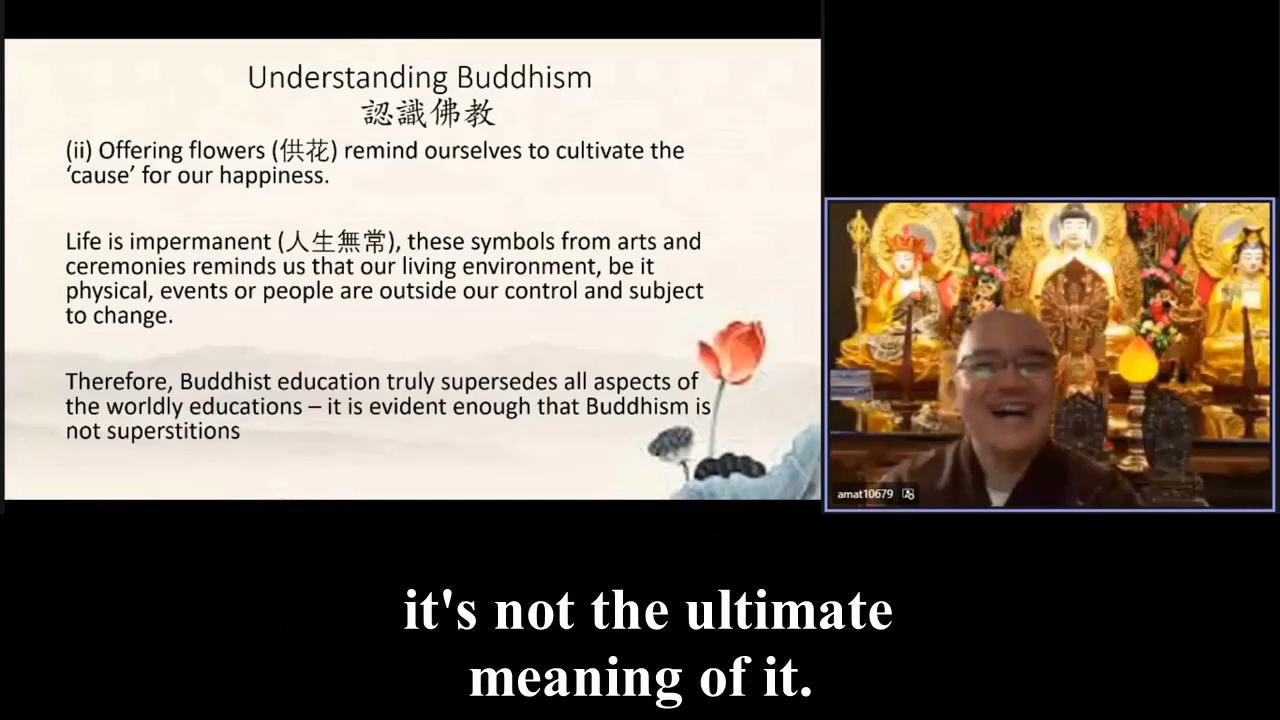 Understanding Buddhism
認識佛教
(ii) Offering flowers (供花) remind ourselves to cultivate the
‘cause’ for our happiness.
Life is impermanent (人生無常), these symbols from arts and
ceremonies reminds us that our living environment, be it
physical, events or people are outside our control and subject
to change.
Therefore, Buddhist education truly supersedes all aspects of
the worldly educations – it is evident enough that Buddhism is
not superstitions
amat10679
it's not the ultimate
meaning of it.